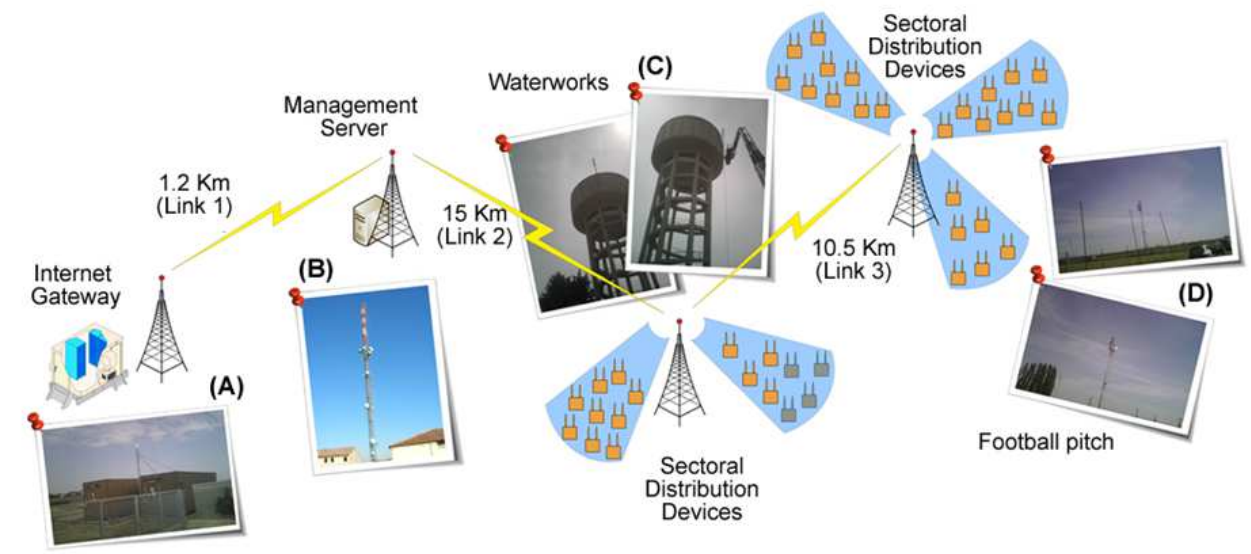 Sectoral
Distribution
Devices
(C)
Waterworks
Management
Server
1.2 Km
(Link 1)
15 Km
(Link 2)
10.5 Km
(Link 3)
Internet
Gateway
(B)
(D)
(A)
Football pitch
Sectoral
Distribution
Devices